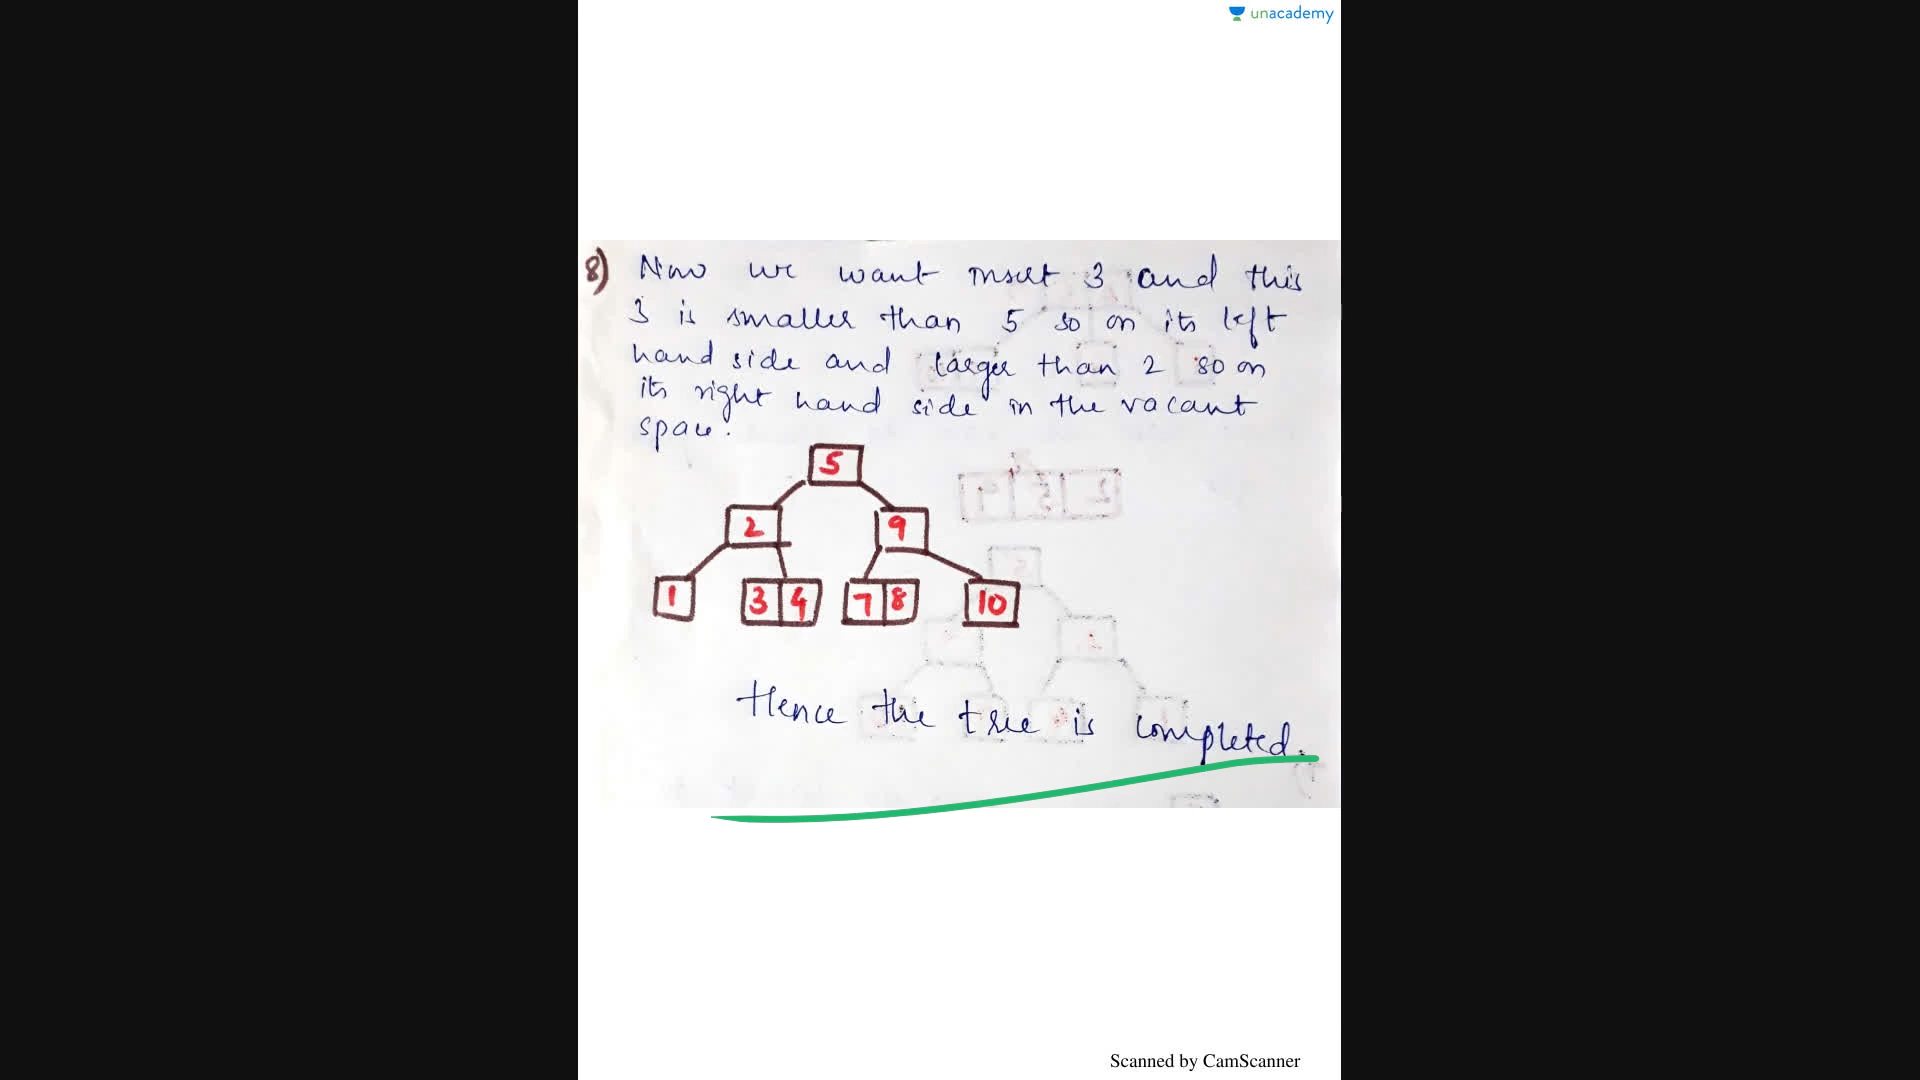 unacademy
8) Now we want insert 3 and this
3 is smaller than 5 so on its left
hand side and larger than 2 so on
its right hand side in the vacant
space.
5
2 9
1 3 4 7 8 10
Hence the tree is completed.
Scanned by CamScanner